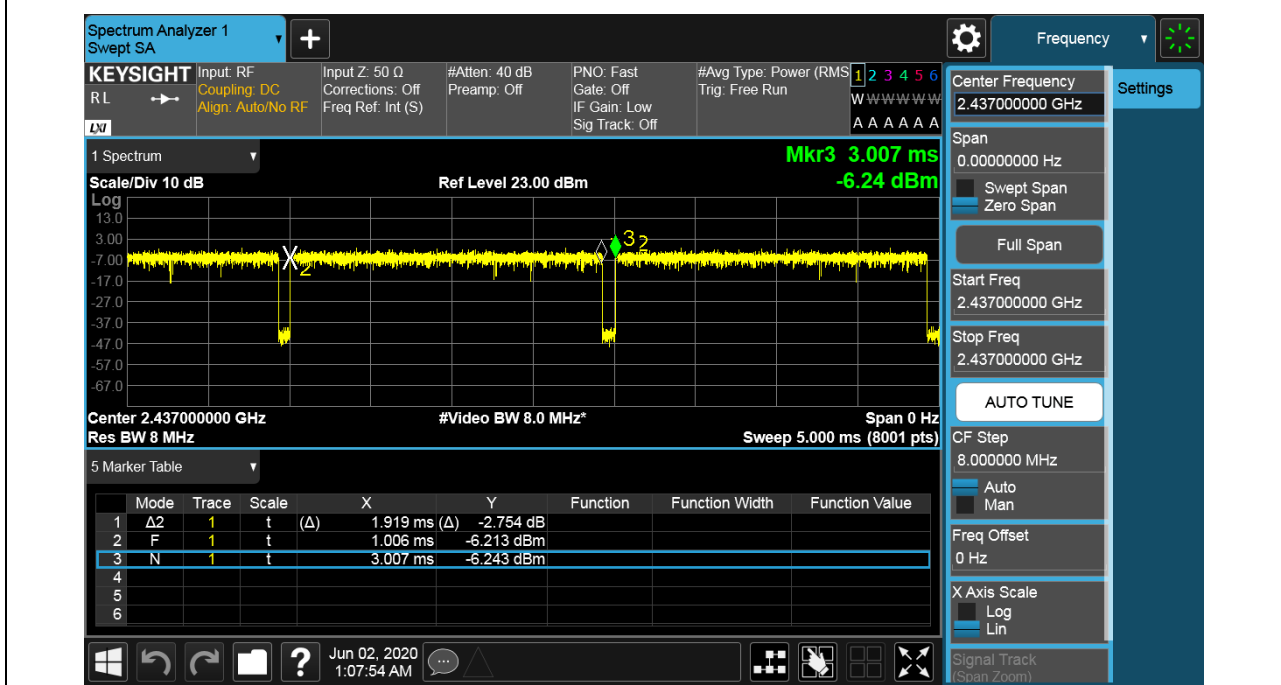 Spectrum Analyzer 1
Swept SA
+
Frequency
KEYSIGHT
RL
LXI
Input: RF
Coupling: DC
Align: Auto/No RF
Input Z: 50 Ω
Corrections: Off
Freq Ref: Int (S)
#Atten: 40 dB
Preamp: Off
PNO: Fast
Gate: Off
IF Gain: Low
Sig Track: Off
#Avg Type: Power (RMS
Trig: Free Run
1 2 3 4 5 6
W W W W W W
A A A A A A
1 Spectrum
Mkr3 3.007 ms
Scale/Div 10 dB
Ref Level 23.00 dBm
-6.24 dBm
Log
13.0
3.00
-7.00
-17.0
-27.0
-37.0
-47.0
-57.0
-67.0
X
2
3
2
Center 2.437000000 GHz
#Video BW 8.0 MHz*
Span 0 Hz
Res BW 8 MHz
Sweep 5.000 ms (8001 pts)
5 Marker Table
Mode Trace Scale X Y Function Function Width Function Value
1 Δ2 1 t (Δ) 1.919 ms (Δ) -2.754 dB
2 F 1 t 1.006 ms -6.213 dBm
3 N 1 t 3.007 ms -6.243 dBm
4
5
6
?
Jun 02, 2020
1:07:54 AM
Center Frequency
2.437000000 GHz
Settings
Span
0.00000000 Hz
Swept Span
Zero Span
Full Span
Start Freq
2.437000000 GHz
Stop Freq
2.437000000 GHz
AUTO TUNE
CF Step
8.000000 MHz
Auto
Man
Freq Offset
0 Hz
X Axis Scale
Log
Lin
Signal Track
(Span Zoom)